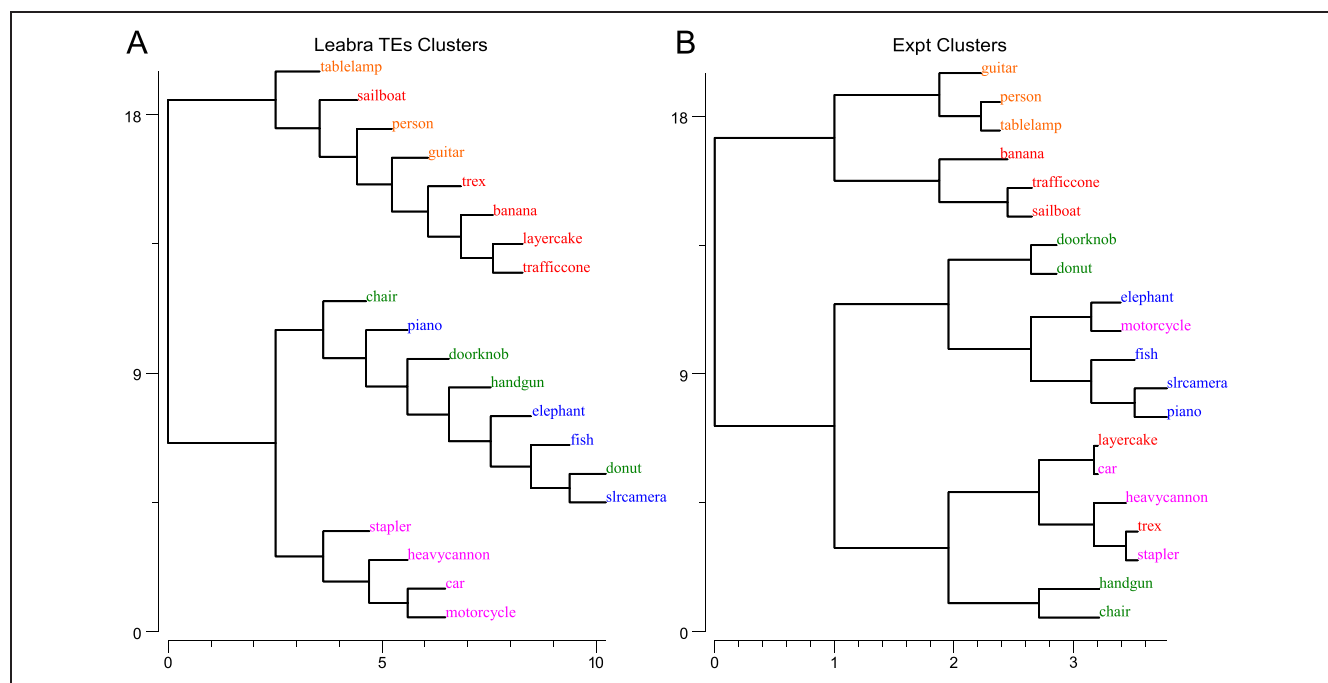 A
Leabra TEs Clusters
tablelamp
sailboat
person
guitar
trex
banana
layercake
trafficcone
chair
piano
doorknob
handgun
elephant
fish
donut
slrcamera
stapler
heavycannon
car
motorcycle
18
9
0
0 5 10
B
Expt Clusters
guitar
person
tablelamp
banana
trafficcone
sailboat
doorknob
donut
elephant
motorcycle
fish
slrcamera
piano
layercake
car
heavycannon
trex
stapler
handgun
chair
18
9
0
0 1 2 3